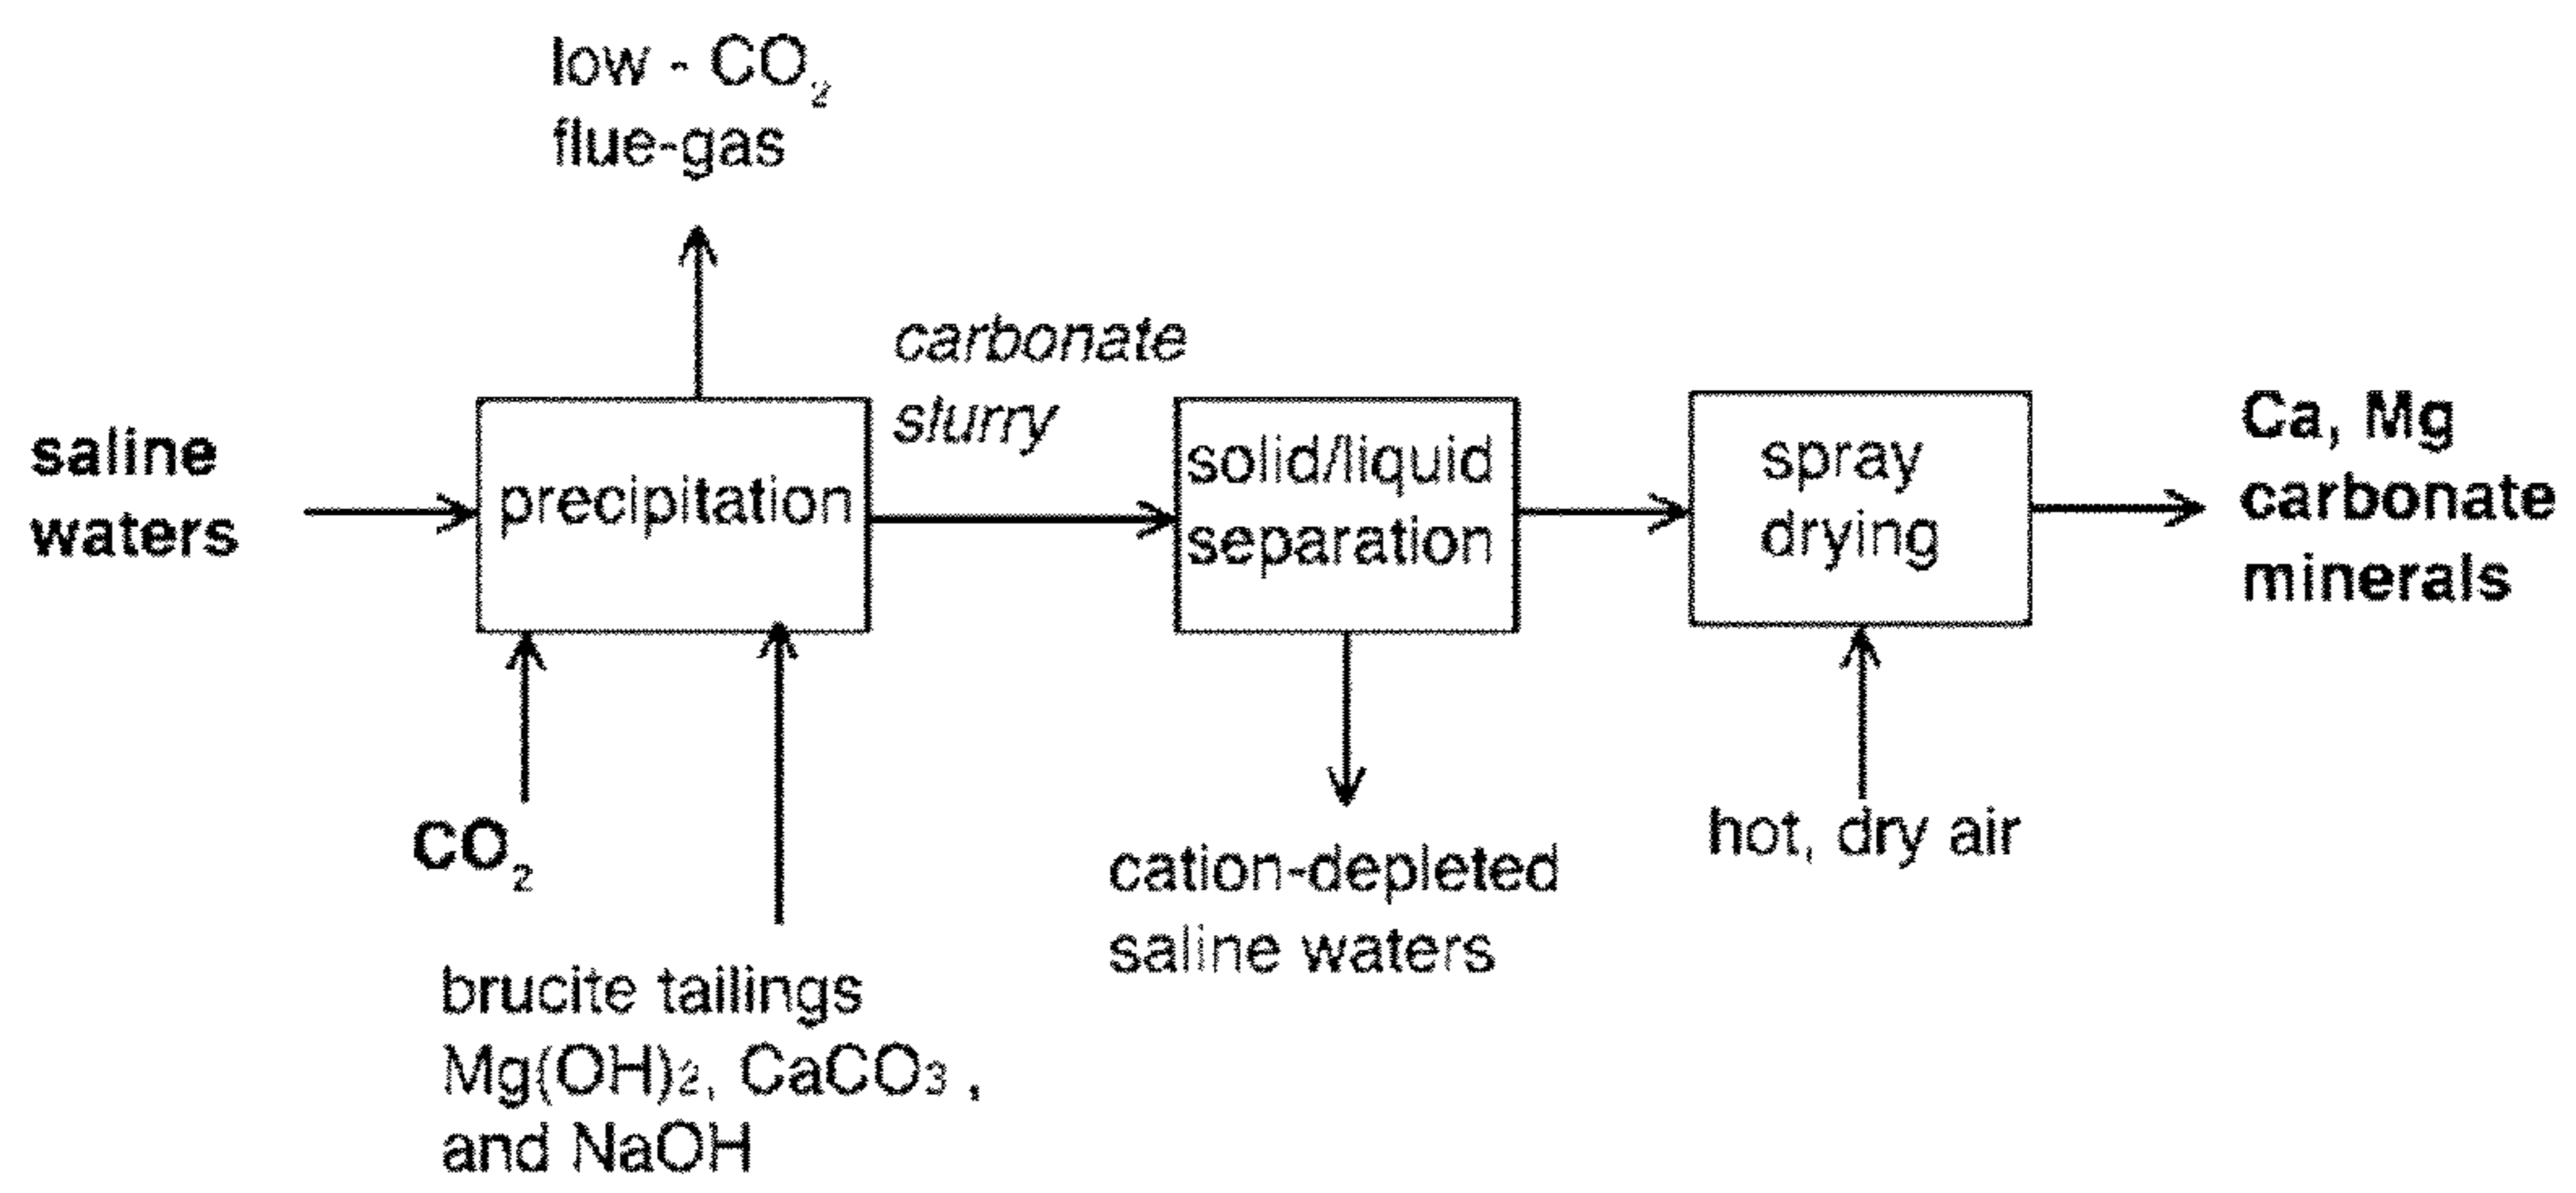 low - CO₂
flue-gas
carbonate
slurry
saline
waters
precipitation
solid/liquid
separation
spray
drying
Ca, Mg
carbonate
minerals
CO₂
hot, dry air
cation-depleted
saline waters
brucite tailings
Mg(OH)₂, CaCO₃ ,
and NaOH